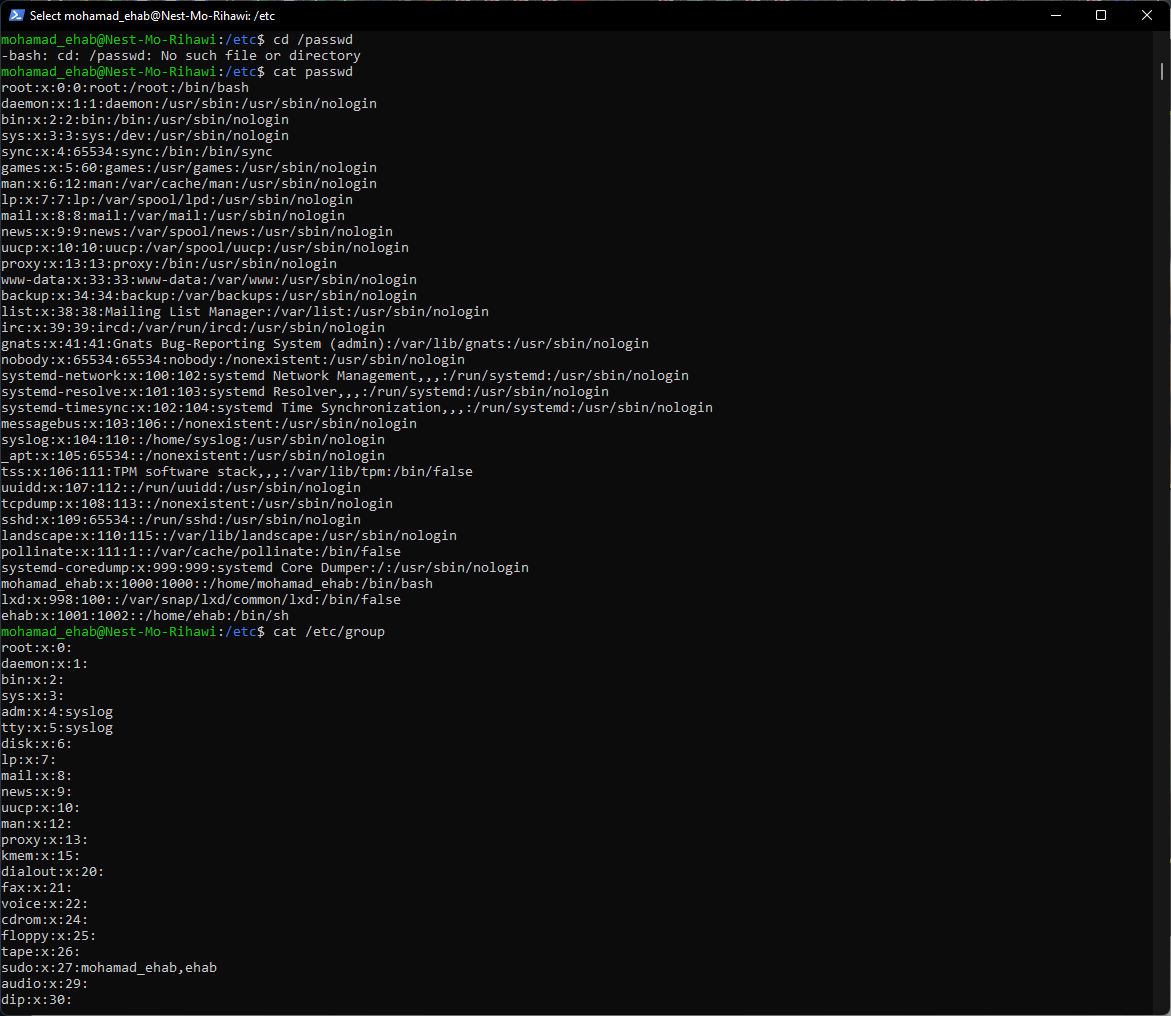 Select mohamad_ehab@Nest-Mo-Rihawi: /etc
mohamad_ehab@Nest-Mo-Rihawi:/etc$ cd /passwd
-bash: cd: /passwd: No such file or directory
mohamad_ehab@Nest-Mo-Rihawi:/etc$ cat passwd
root:x:0:0:root:/root:/bin/bash
daemon:x:1:1:daemon:/usr/sbin:/usr/sbin/nologin
bin:x:2:2:bin:/bin:/usr/sbin/nologin
sys:x:3:3:sys:/dev:/usr/sbin/nologin
sync:x:4:65534:sync:/bin:/bin/sync
games:x:5:60:games:/usr/games:/usr/sbin/nologin
man:x:6:12:man:/var/cache/man:/usr/sbin/nologin
lp:x:7:7:lp:/var/spool/lpd:/usr/sbin/nologin
mail:x:8:8:mail:/var/mail:/usr/sbin/nologin
news:x:9:9:news:/var/spool/news:/usr/sbin/nologin
uucp:x:10:10:uucp:/var/spool/uucp:/usr/sbin/nologin
proxy:x:13:13:proxy:/bin:/usr/sbin/nologin
www-data:x:33:33:www-data:/var/www:/usr/sbin/nologin
backup:x:34:34:backup:/var/backups:/usr/sbin/nologin
list:x:38:38:Mailing List Manager:/var/list:/usr/sbin/nologin
irc:x:39:39:ircd:/var/run/ircd:/usr/sbin/nologin
gnats:x:41:41:Gnats Bug-Reporting System (admin):/var/lib/gnats:/usr/sbin/nologin
nobody:x:65534:65534:nobody:/nonexistent:/usr/sbin/nologin
systemd-network:x:100:102:systemd Network Management,,,:/run/systemd:/usr/sbin/nologin
systemd-resolve:x:101:103:systemd Resolver,,,:/run/systemd:/usr/sbin/nologin
systemd-timesync:x:102:104:systemd Time Synchronization,,,:/run/systemd:/usr/sbin/nologin
messagebus:x:103:106::/nonexistent:/usr/sbin/nologin
syslog:x:104:110::/home/syslog:/usr/sbin/nologin
_apt:x:105:65534::/nonexistent:/usr/sbin/nologin
tss:x:106:111:TPM software stack,,,:/var/lib/tpm:/bin/false
uuidd:x:107:112::/run/uuidd:/usr/sbin/nologin
tcpdump:x:108:113::/nonexistent:/usr/sbin/nologin
sshd:x:109:65534::/run/sshd:/usr/sbin/nologin
landscape:x:110:115::/var/lib/landscape:/usr/sbin/nologin
pollinate:x:111:1::/var/cache/pollinate:/bin/false
systemd-coredump:x:999:999:systemd Core Dumper:/:/usr/sbin/nologin
mohamad_ehab:x:1000:1000::/home/mohamad_ehab:/bin/bash
lxd:x:998:100::/var/snap/lxd/common/lxd:/bin/false
ehab:x:1001:1002::/home/ehab:/bin/sh
mohamad_ehab@Nest-Mo-Rihawi:/etc$ cat /etc/group
root:x:0:
daemon:x:1:
bin:x:2:
sys:x:3:
adm:x:4:syslog
tty:x:5:syslog
disk:x:6:
lp:x:7:
mail:x:8:
news:x:9:
uucp:x:10:
man:x:12:
proxy:x:13:
kmem:x:15:
dialout:x:20:
fax:x:21:
voice:x:22:
cdrom:x:24:
floppy:x:25:
tape:x:26:
sudo:x:27:mohamad_ehab,ehab
audio:x:29:
dip:x:30: